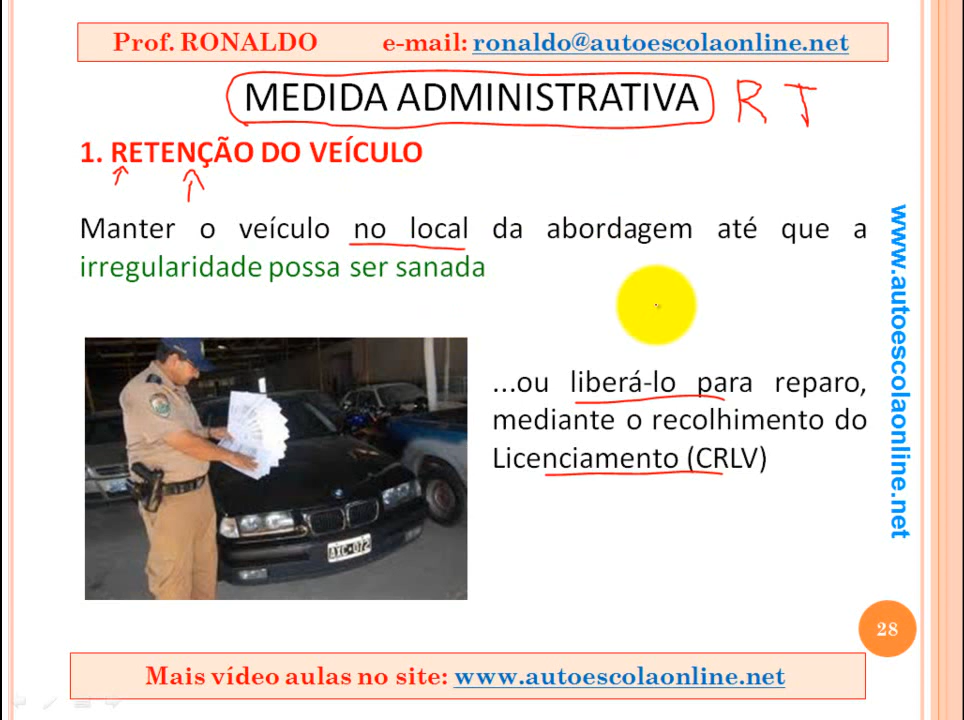 Prof. RONALDO e-mail: ronaldo@autoescolaonline.net
MEDIDA ADMINISTRATIVA R T
1. RETENÇÃO DO VEÍCULO
Manter o veículo no local da abordagem até que a
irregularidade possa ser sanada
...ou liberá-lo para reparo,
mediante o recolhimento do
Licenciamento (CRLV)
AXC-072
www.autoescolaonline.net
28
Mais vídeo aulas no site: www.autoescolaonline.net